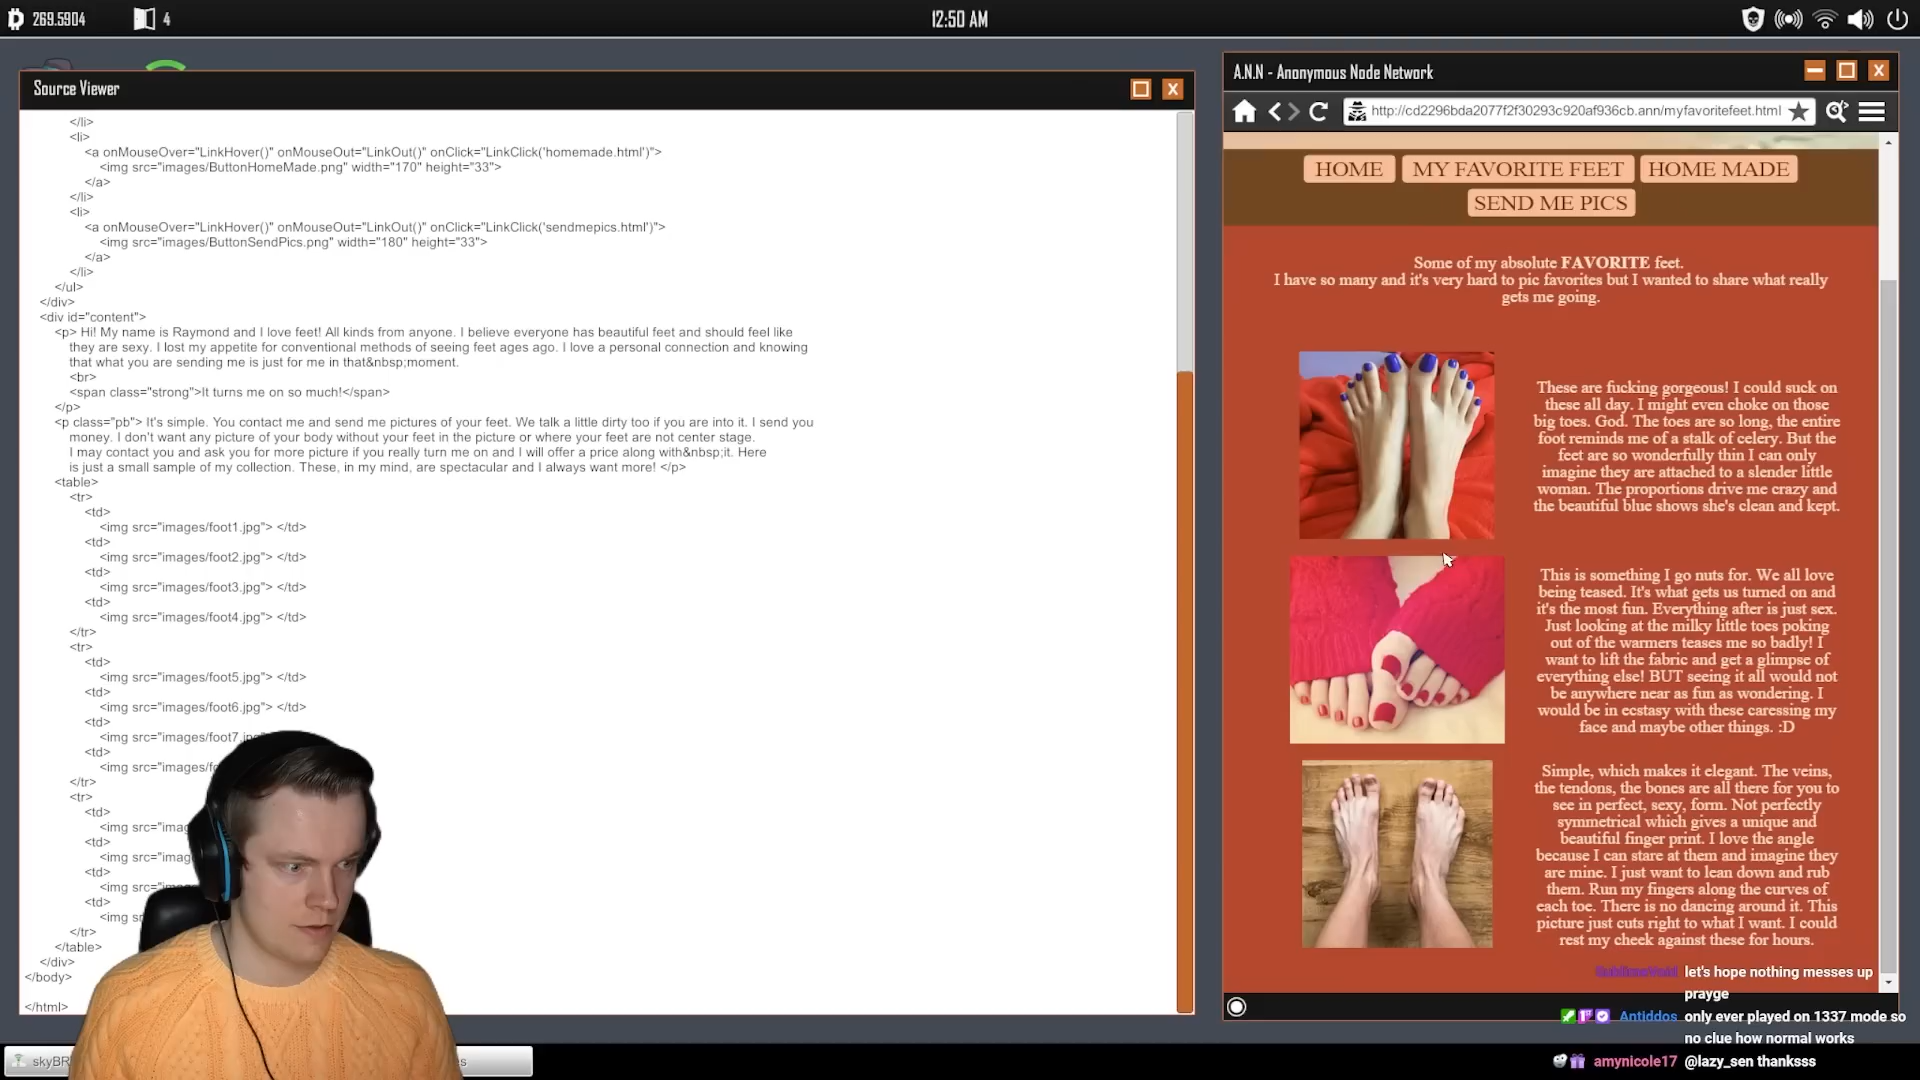 269.5904
4
12:50 AM
Source Viewer
</li>
<li>
<a onMouseOver="LinkHover()" onMouseOut="LinkOut()" onClick="LinkClick('homemade.html')">
<img src="images/ButtonHomeMade.png" width="170" height="33">
</a>
</li>
<li>
<a onMouseOver="LinkHover()" onMouseOut="LinkOut()" onClick="LinkClick('sendmepics.html')">
<img src="images/ButtonSendPics.png" width="180" height="33">
</a>
</li>
</ul>
</div>
<div id="content">
<p> Hi! My name is Raymond and I love feet! All kinds from anyone. I believe everyone has beautiful feet and should feel like
they are sexy. I lost my appetite for conventional methods of seeing feet ages ago. I love a personal connection and knowing
that what you are sending me is just for me in that&nbsp;moment.
<br>
<span class="strong">It turns me on so much!</span>
</p>
<p class="pb"> It's simple. You contact me and send me pictures of your feet. We talk a little dirty too if you are into it. I send you
money. I don't want any picture of your body without your feet in the picture or where your feet are not center stage.
I may contact you and ask you for more picture if you really turn me on and I will offer a price along with&nbsp;it. Here
is just a small sample of my collection. These, in my mind, are spectacular and I always want more! </p>
<table>
<tr>
<td>
<img src="images/foot1.jpg"> </td>
<td>
<img src="images/foot2.jpg"> </td>
<td>
<img src="images/foot3.jpg"> </td>
<td>
<img src="images/foot4.jpg"> </td>
</tr>
<tr>
<td>
<img src="images/foot5.jpg"> </td>
<td>
<img src="images/foot6.jpg"> </td>
<td>
<img src="images/foot7.j
<td>
<img src="images/fo
</tr>
<tr>
<td>
<img src="imag
<td>
<img src="imag
<td>
<img src="ima
<td>
<img sr
</tr>
</table>
</div>
</body>
</html>
skyBR
es
A.N.N - Anonymous Node Network
http://cd2296bda2077f2f30293c920af936cb.ann/myfavoritefeet.html
HOME MY FAVORITE FEET HOME MADE
SEND ME PICS
Some of my absolute FAVORITE feet.
I have so many and it's very hard to pic favorites but I wanted to share what really
gets me going.
These are fucking gorgeous! I could suck on
these all day. I might even choke on those
big toes. God. The toes are so long, the entire
foot reminds me of a stalk of celery. But the
feet are so wonderfully thin I can only
imagine they are attached to a slender little
woman. The proportions drive me crazy and
the beautiful blue shows she's clean and kept.
This is something I go nuts for. We all love
being teased. It's what gets us turned on and
it's the most fun. Everything after is just sex.
Just looking at the milky little toes poking
out of the warmers teases me so badly! I
want to lift the fabric and get a glimpse of
everything else! BUT seeing it all would not
be anywhere near as fun as wondering. I
would be in ecstasy with these caressing my
face and maybe other things. :D
Simple, which makes it elegant. The veins,
the tendons, the bones are all there for you to
see in perfect, sexy, form. Not perfectly
symmetrical which gives a unique and
beautiful finger print. I love the angle
because I can stare at them and imagine they
are mine. I just want to lean down and rub
them. Run my fingers along the curves of
each toe. There is no dancing around it. This
picture just cuts right to what I want. I could
rest my cheek against these for hours.
let's hope nothing messes up
prayge
Antiddos only ever played on 1337 mode so
no clue how normal works
amynicole17 @lazy_sen thanksss